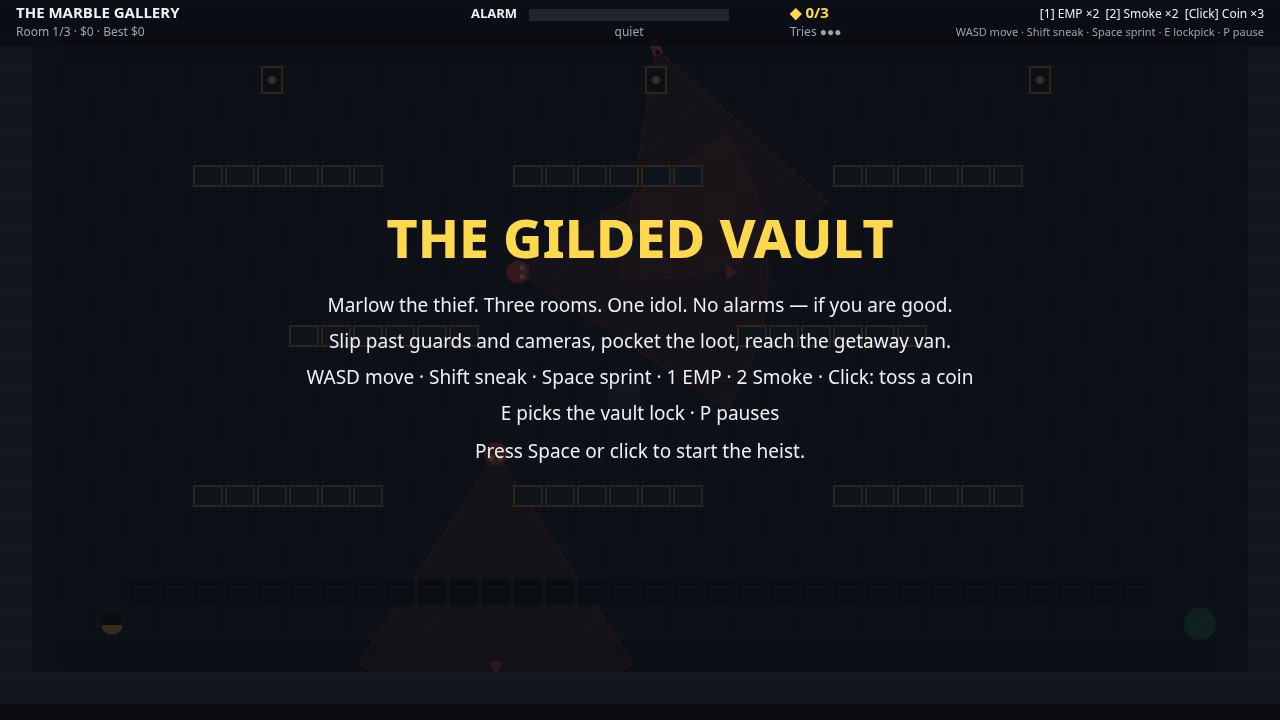 THE MARBLE GALLERY
Room 1/3 · $0 · Best $0
ALARM
quiet
◆ 0/3
Tries ●●●
[1] EMP ×2 [2] Smoke ×2 [Click] Coin ×3
WASD move · Shift sneak · Space sprint · E lockpick · P pause
THE GILDED VAULT
Marlow the thief. Three rooms. One idol. No alarms — if you are good.
Slip past guards and cameras, pocket the loot, reach the getaway van.
WASD move · Shift sneak · Space sprint · 1 EMP · 2 Smoke · Click: toss a coin
E picks the vault lock · P pauses
Press Space or click to start the heist.